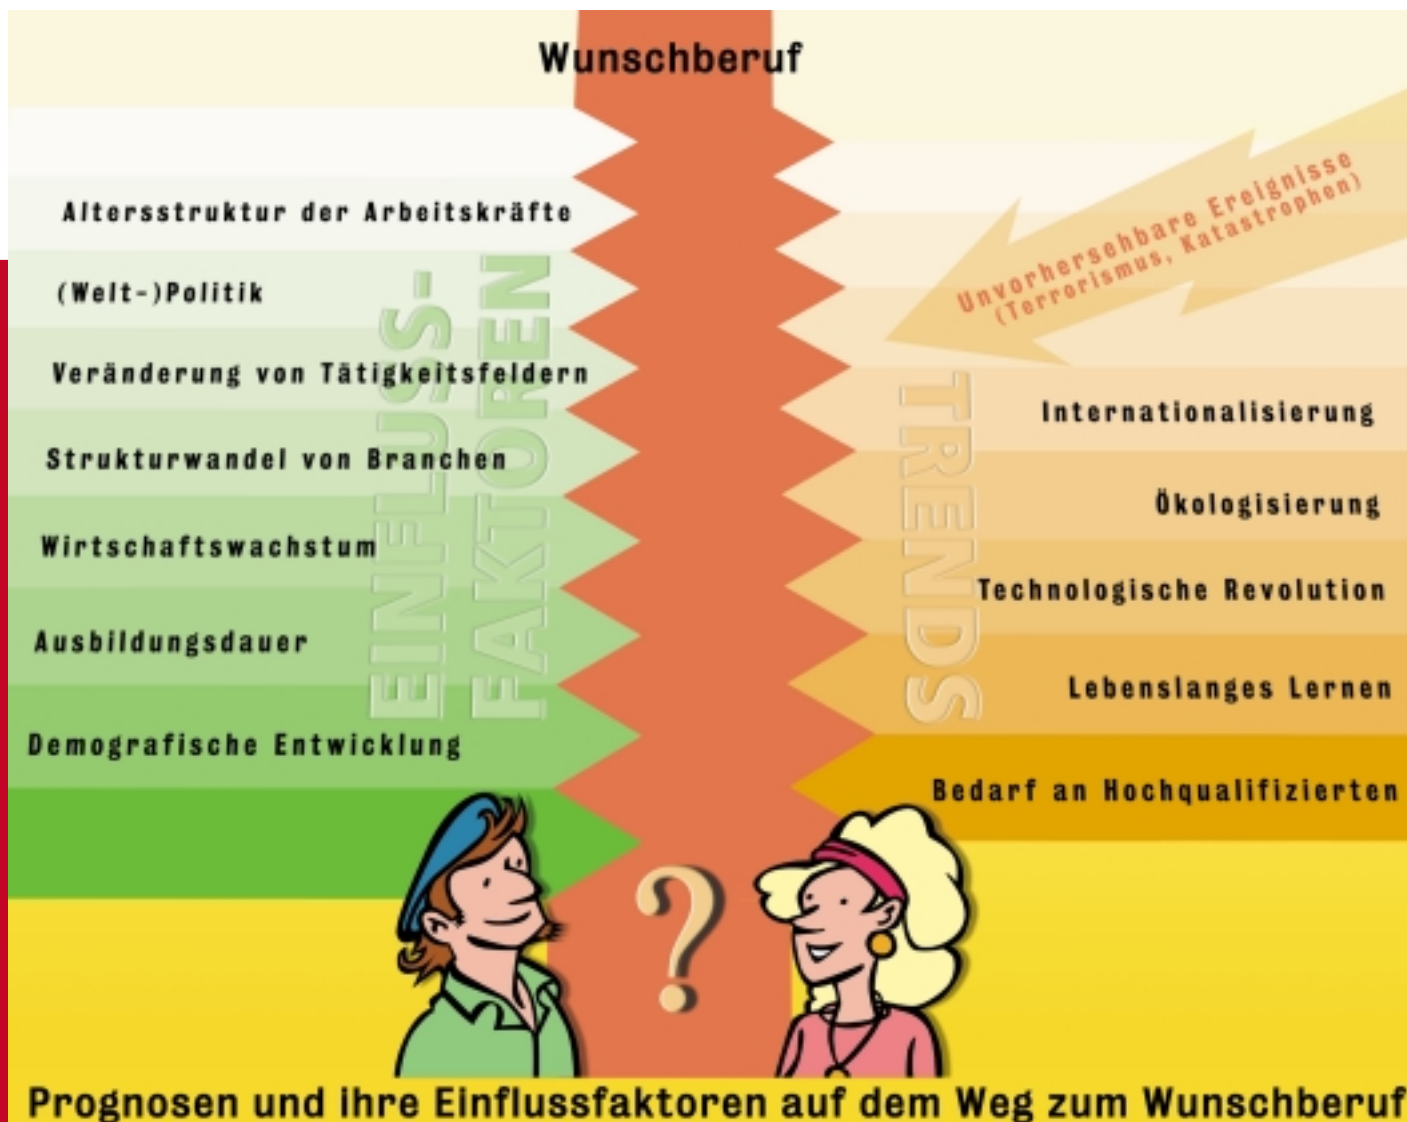 Wunschberuf
Altersstruktur der Arbeitskräfte
(Welt-)Politik
Veränderung von Tätigkeitsfeldern
Strukturwandel von Branchen
Wirtschaftswachstum
Ausbildungsdauer
Demografische Entwicklung
EINFLUSS-
FAKTOREN
Unvorhersehbare Ereignisse
(Terrorismus, Katastrophen)
TRENDS
Internationalisierung
Ökologisierung
Technologische Revolution
Lebenslanges Lernen
Bedarf an Hochqualifizierten
?
Prognosen und ihre Einflussfaktoren auf dem Weg zum Wunschberuf